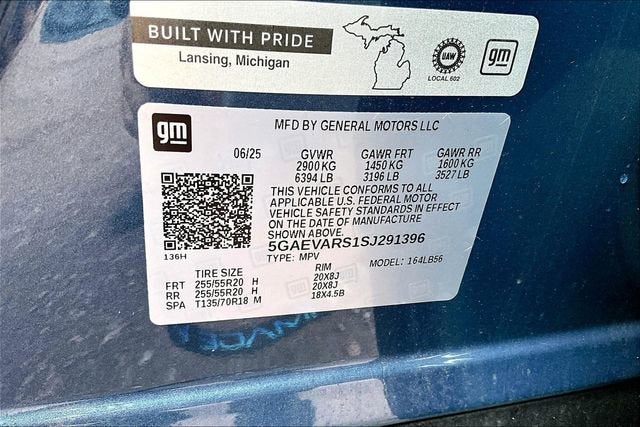 BUILT WITH PRIDE
Lansing, Michigan
UAW
LOCAL 602
gm
gm
MFD BY GENERAL MOTORS LLC
06/25 GVWR GAWR FRT GAWR RR
2900 KG 1450 KG 1600 KG
6394 LB 3196 LB 3527 LB
THIS VEHICLE CONFORMS TO ALL
APPLICABLE U.S. FEDERAL MOTOR
VEHICLE SAFETY STANDARDS IN EFFECT
ON THE DATE OF MANUFACTURE
SHOWN ABOVE.
136H
5GAEVARS1SJ291396
TYPE: MPV MODEL: 164LB56
TIRE SIZE RIM
FRT 255/55R20 H 20X8J
RR 255/55R20 H 20X8J
SPA T135/70R18 M 18X4.5B